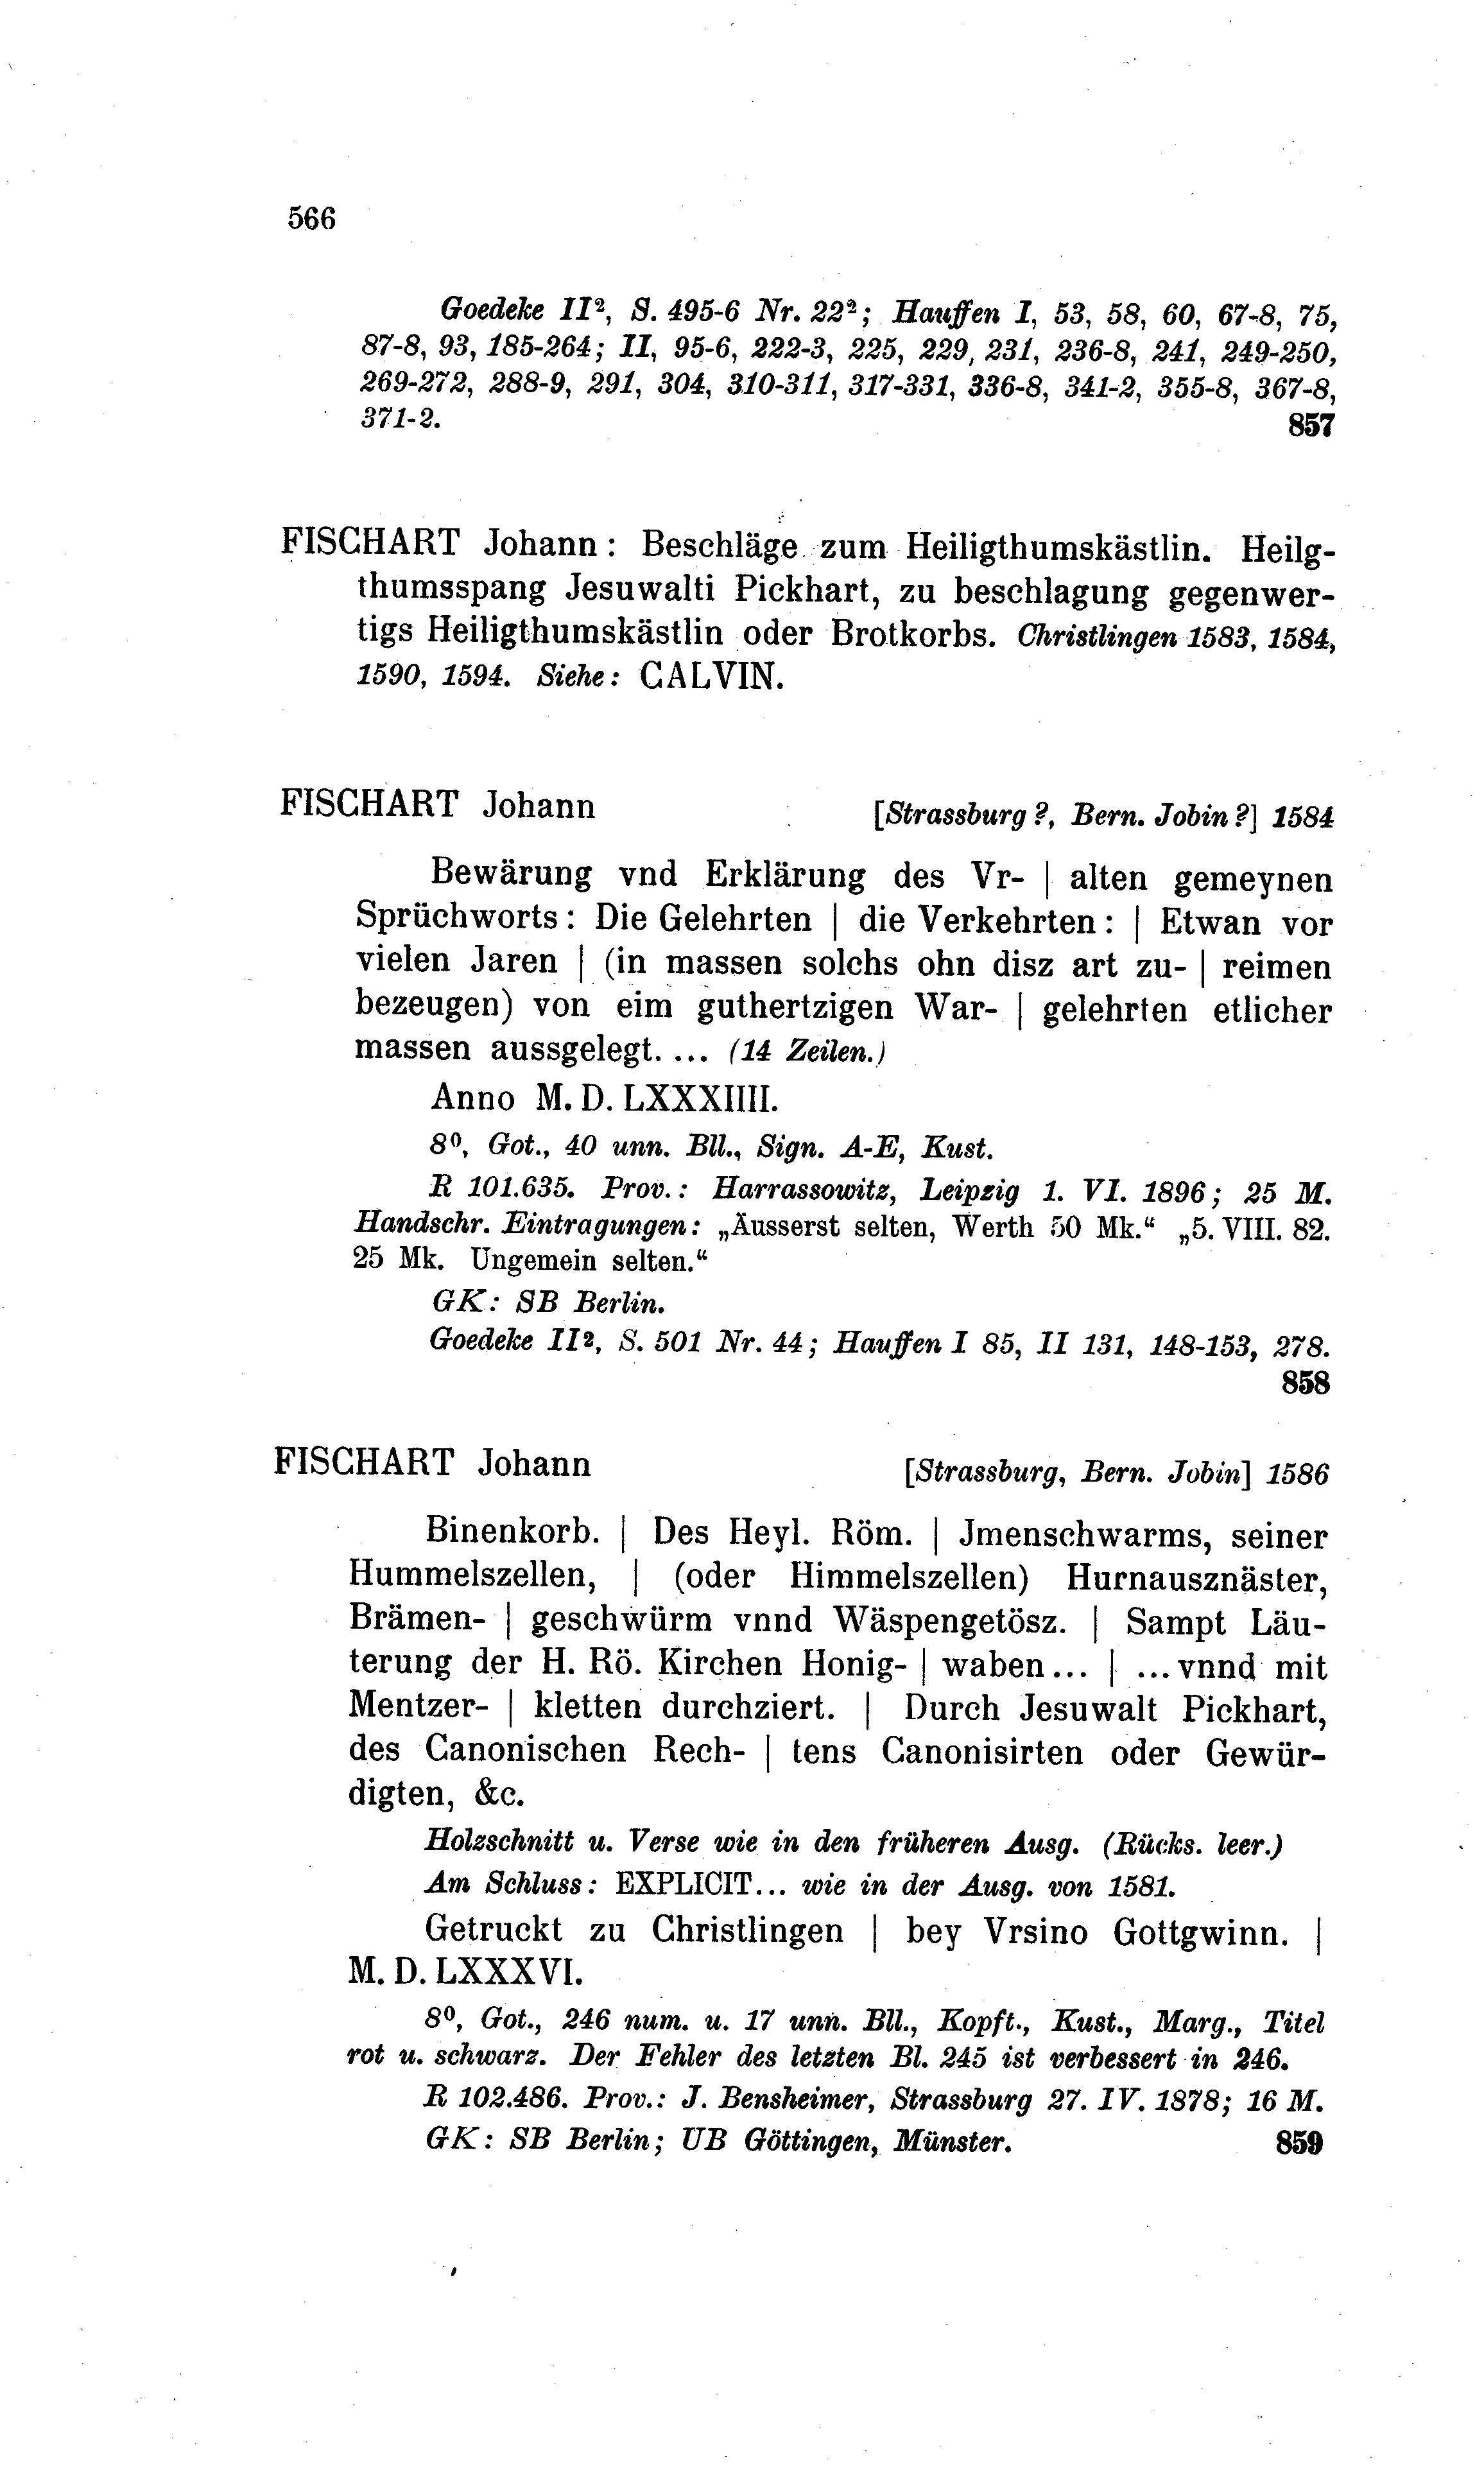 566
Goedeke II², S. 495-6 Nr. 22²; Hauffen I, 53, 58, 60, 67-8, 75,
87-8, 93, 185-264; II, 95-6, 222-3, 225, 229, 231, 236-8, 241, 249-250,
269-272, 288-9, 291, 304, 310-311, 317-331, 336-8, 341-2, 355-8, 367-8,
371-2. 857
FISCHART Johann: Beschläge zum Heiligthumskästlin. Heilg-
thumsspang Jesuwalti Pickhart, zu beschlagung gegenwer-
tigs Heiligthumskästlin oder Brotkorbs. Christlingen 1583, 1584,
1590, 1594. Siehe: CALVIN.
FISCHART Johann [Strassburg?, Bern. Jobin?] 1584
Bewärung vnd Erklärung des Vr- | alten gemeynen
Sprüchworts: Die Gelehrten | die Verkehrten: | Etwan vor
vielen Jaren | (in massen solchs ohn disz art zu- | reimen
bezeugen) von eim guthertzigen War- | gelehrten etlicher
massen aussgelegt. ... (14 Zeilen.)
Anno M. D. LXXXIIII.
8⁰, Got., 40 unn. Bll., Sign. A-E, Kust.
R 101.635. Prov.: Harrassowitz, Leipzig 1. VI. 1896; 25 M.
Handschr. Eintragungen: „Äusserst selten, Werth 50 Mk.“ „5. VIII. 82.
25 Mk. Ungemein selten.“
GK: SB Berlin.
Goedeke II², S. 501 Nr. 44; Hauffen I 85, II 131, 148-153, 278.
858
FISCHART Johann [Strassburg, Bern. Jobin] 1586
Binenkorb. | Des Heyl. Röm. | Jmenschwarms, seiner
Hummelszellen, | (oder Himmelszellen) Hurnausznäster,
Brämen- | geschwürm vnnd Wäspengetösz. | Sampt Läu-
terung der H. Rö. Kirchen Honig- | waben... | ...vnnd mit
Mentzer- | kletten durchziert. | Durch Jesuwalt Pickhart,
des Canonischen Rech- | tens Canonisirten oder Gewür-
digten, &c.
Holzschnitt u. Verse wie in den früheren Ausg. (Rücks. leer.)
Am Schluss: EXPLICIT... wie in der Ausg. von 1581.
Getruckt zu Christlingen | bey Vrsino Gottgwinn. |
M. D. LXXXVI.
8⁰, Got., 246 num. u. 17 unn. Bll., Kopft., Kust., Marg., Titel
rot u. schwarz. Der Fehler des letzten Bl. 245 ist verbessert in 246.
R 102.486. Prov.: J. Bensheimer, Strassburg 27. IV. 1878; 16 M.
GK: SB Berlin; UB Göttingen, Münster. 859